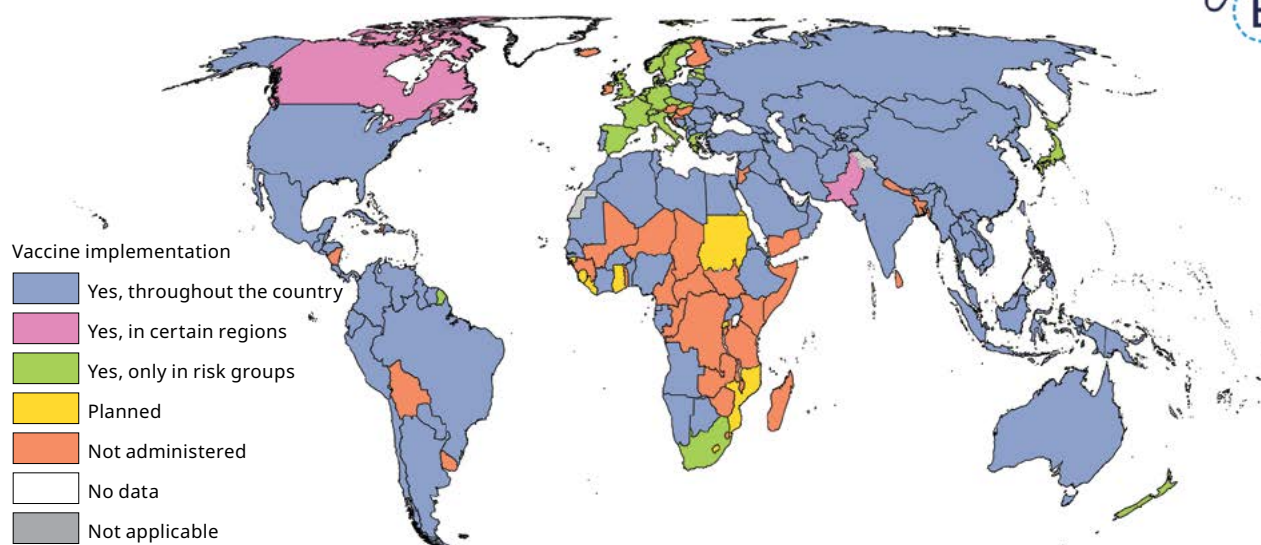 Vaccine implementation
Yes, throughout the country
Yes, in certain regions
Yes, only in risk groups
Planned
Not administered
No data
Not applicable